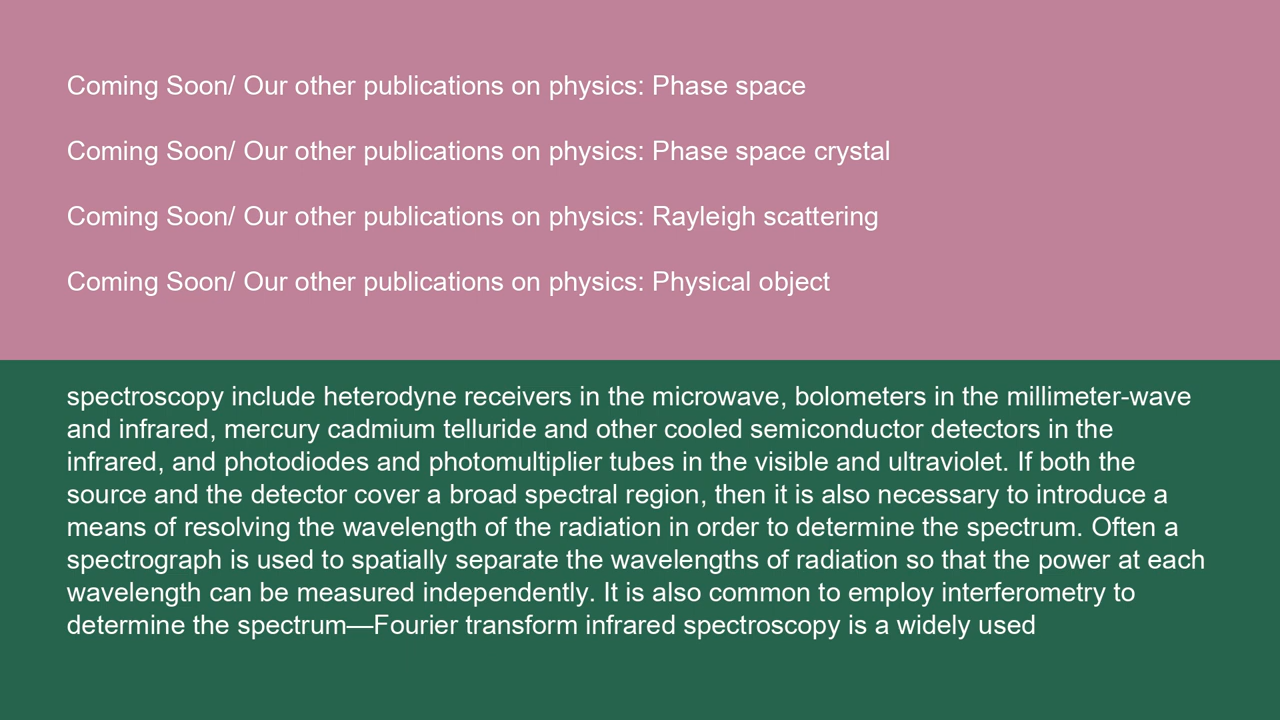 Coming Soon/ Our other publications on physics: Phase space
Coming Soon/ Our other publications on physics: Phase space crystal
Coming Soon/ Our other publications on physics: Rayleigh scattering
Coming Soon/ Our other publications on physics: Physical object
spectroscopy include heterodyne receivers in the microwave, bolometers in the millimeter-wave
and infrared, mercury cadmium telluride and other cooled semiconductor detectors in the
infrared, and photodiodes and photomultiplier tubes in the visible and ultraviolet. If both the
source and the detector cover a broad spectral region, then it is also necessary to introduce a
means of resolving the wavelength of the radiation in order to determine the spectrum. Often a
spectrograph is used to spatially separate the wavelengths of radiation so that the power at each
wavelength can be measured independently. It is also common to employ interferometry to
determine the spectrum—Fourier transform infrared spectroscopy is a widely used